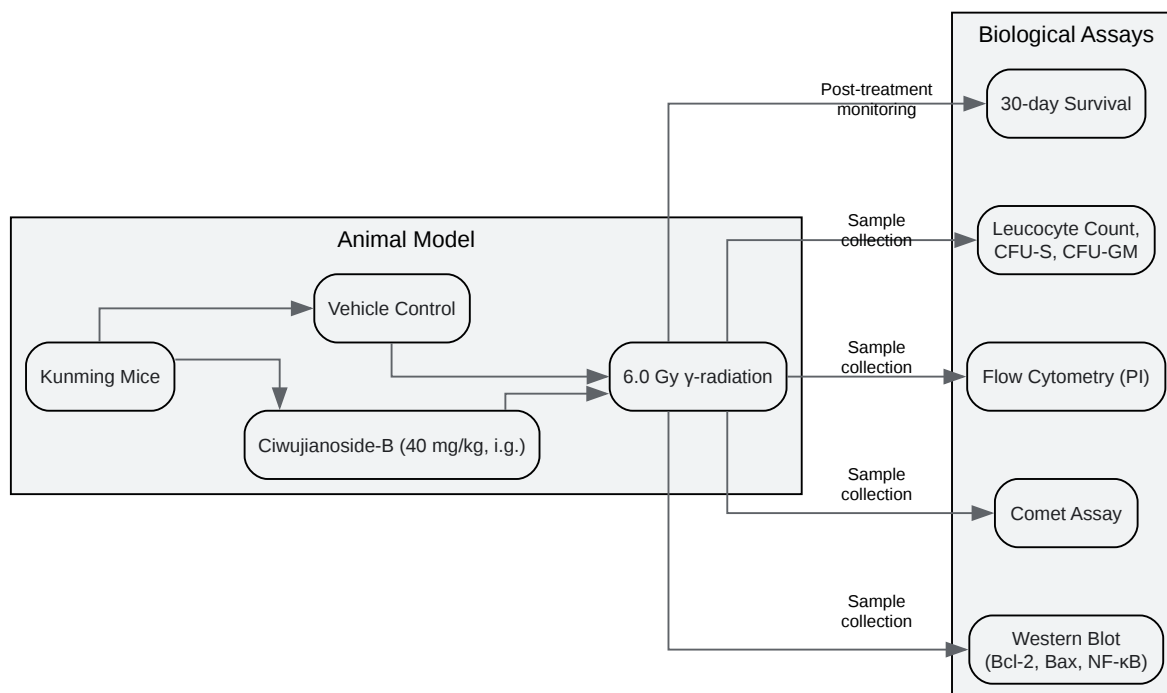 Biological Assays
Post-treatment
monitoring
30-day Survival
Animal Model
Sample
collection
Leucocyte Count,
CFU-S, CFU-GM
Vehicle Control
Kunming Mice
6.0 Gy γ-radiation
Sample
collection
Flow Cytometry (PI)
Ciwujianoside-B (40 mg/kg, i.g.)
Sample
collection
Comet Assay
Sample
collection
Western Blot
(Bcl-2, Bax, NF-κB)